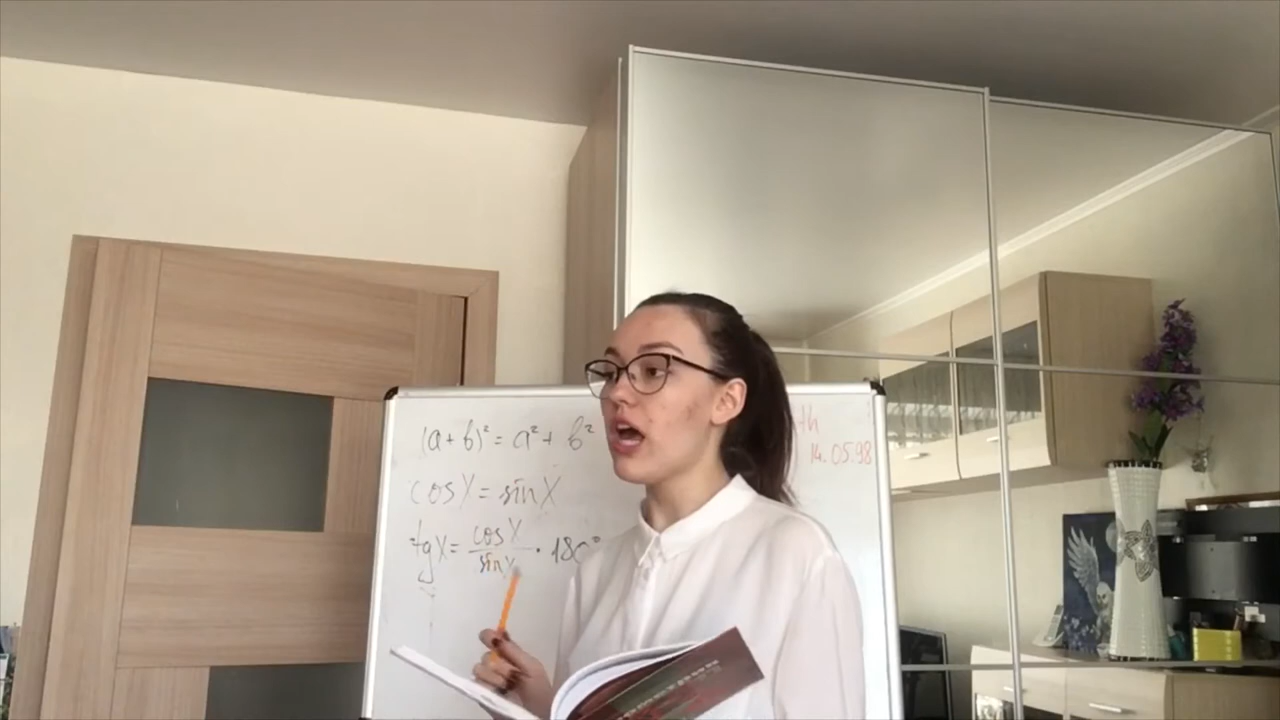 (a+b)² = a² + b²
cos X = sin X
tg X = cos X / sin X · 180°
th
14.05.98